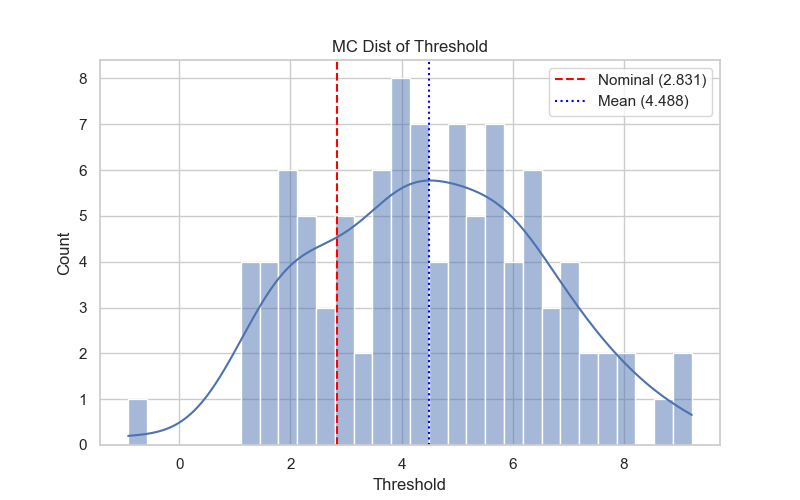 MC Dist of Threshold
Nominal (2.831)
Mean (4.488)
8
7
6
5
4
3
2
1
0
Count
0 2 4 6 8
Threshold